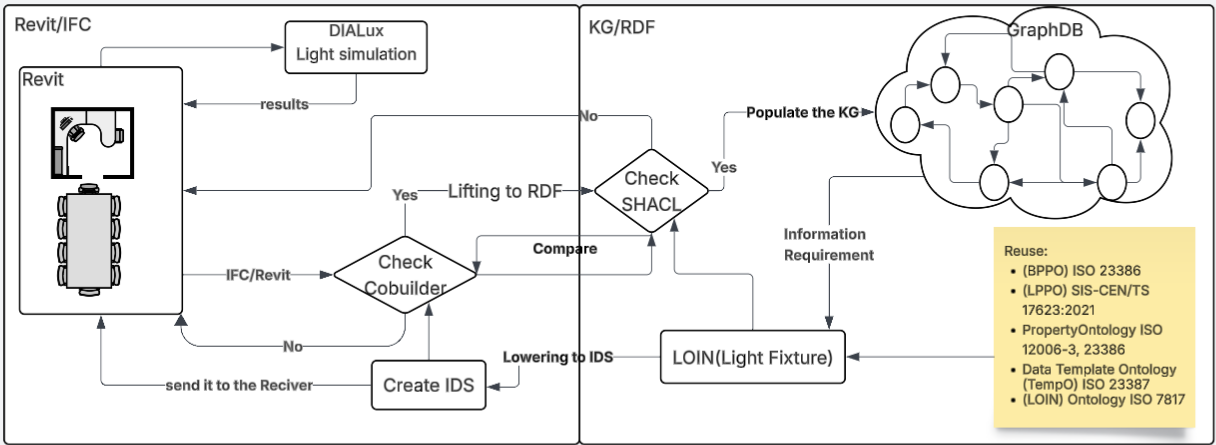 Revit/IFC
DIALux
Light simulation
Revit
results
KG/RDF
GraphDB
No
Populate the KG
Yes
Check
SHACL
Yes
Lifting to RDF
Compare
IFC/Revit
Check
Cobuilder
No
Information
Requirement
Lowering to IDS
LOIN(Light Fixture)
send it to the Reciver
Create IDS
Reuse:
• (BPPO) ISO 23386
• (LPPO) SIS-CEN/TS
17623:2021
• PropertyOntology ISO
12006-3, 23386
• Data Template Ontology
(TempO) ISO 23387
• (LOIN) Ontology ISO 7817